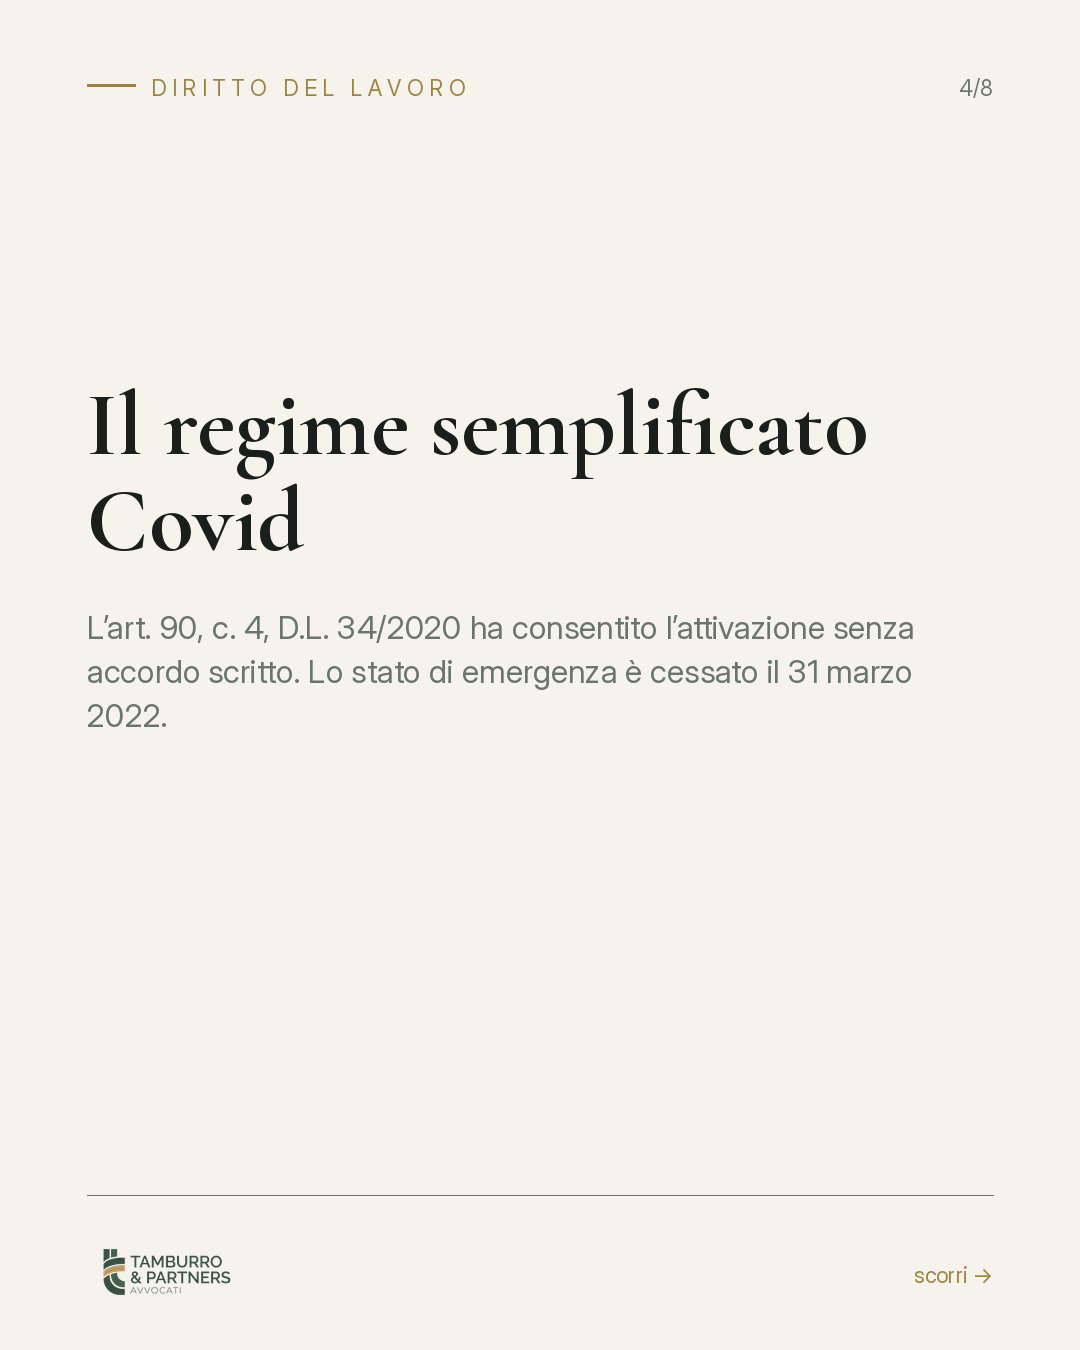 DIRITTO DEL LAVORO
4/8
Il regime semplificato
Covid
L’art. 90, c. 4, D.L. 34/2020 ha consentito l’attivazione senza
accordo scritto. Lo stato di emergenza è cessato il 31 marzo
2022.
TAMBURRO
& PARTNERS
AVVOCATI
scorri →